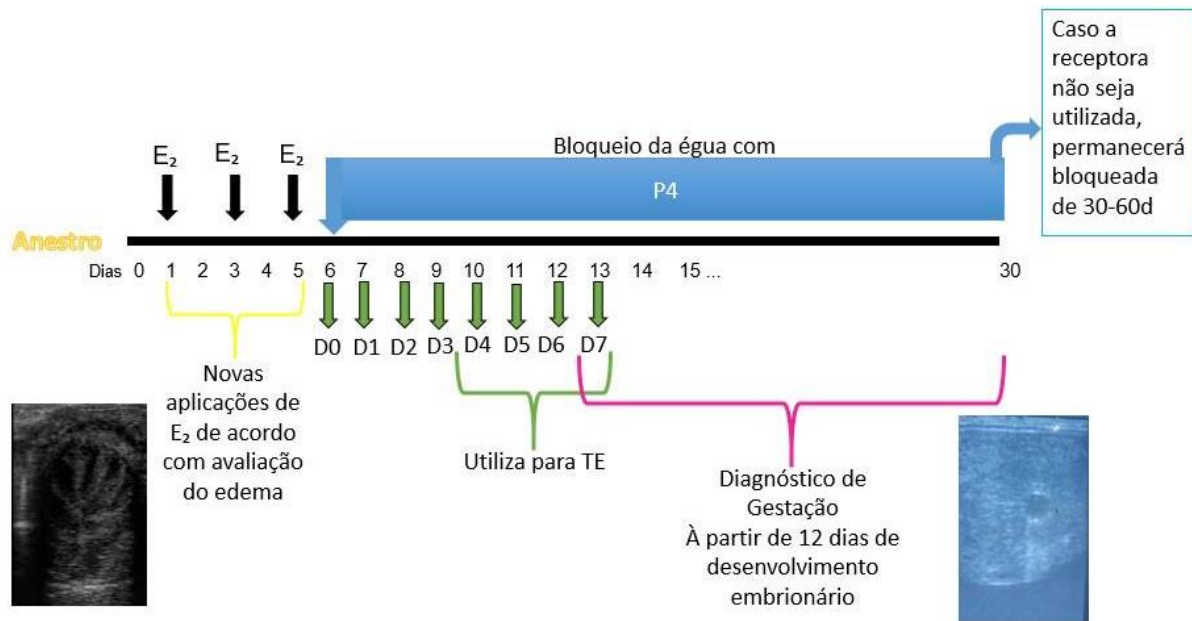 Caso a
receptora
não seja
utilizada,
permanecerá
bloqueada
de 30-60d
Bloqueio da égua com
P4
E₂ E₂ E₂
Anestro
Dias 0 1 2 3 4 5 6 7 8 9 10 11 12 13 14 15 ... 30
D0 D1 D2 D3 D4 D5 D6 D7
Novas
aplicações de
E₂ de acordo
com avaliação
do edema
Utiliza para TE
Diagnóstico de
Gestação
À partir de 12 dias de
desenvolvimento
embrionário